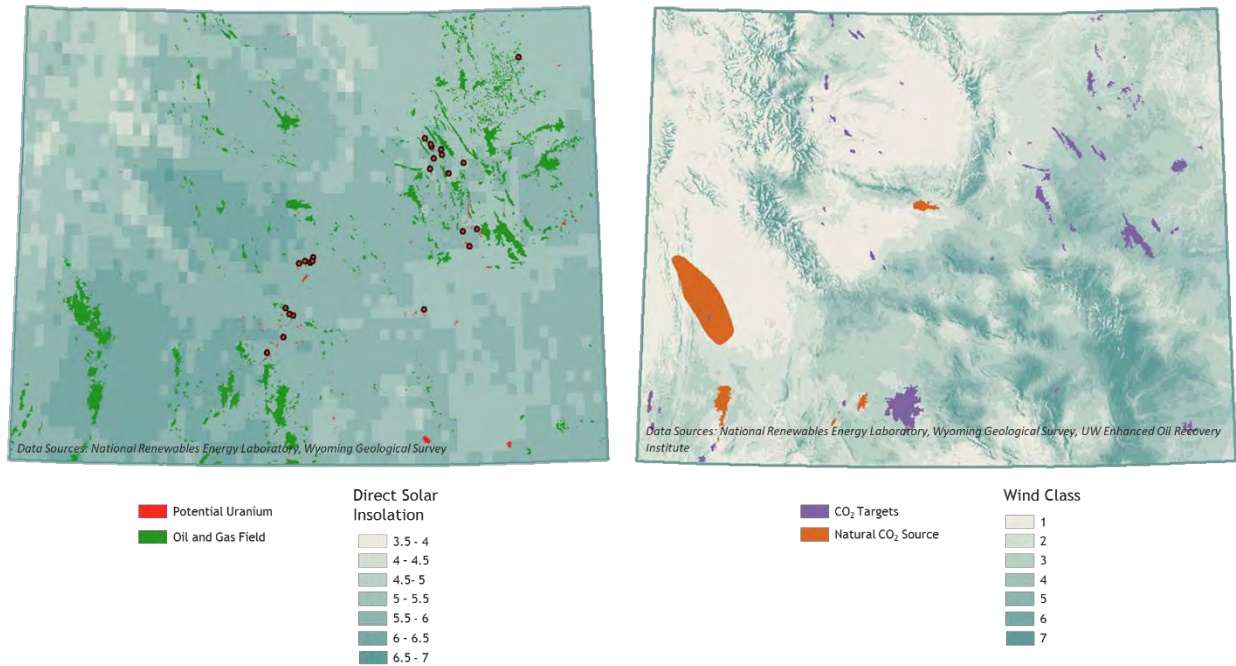 Data Sources: National Renewables Energy Laboratory, Wyoming Geological Survey
Potential Uranium
Oil and Gas Field
Direct Solar
Insolation
3.5 - 4
4 - 4.5
4.5- 5
5 - 5.5
5.5 - 6
6 - 6.5
6.5 - 7
Data Sources: National Renewables Energy Laboratory, Wyoming Geological Survey, UW Enhanced Oil Recovery
Institute
CO₂ Targets
Natural CO₂ Source
Wind Class
1
2
3
4
5
6
7